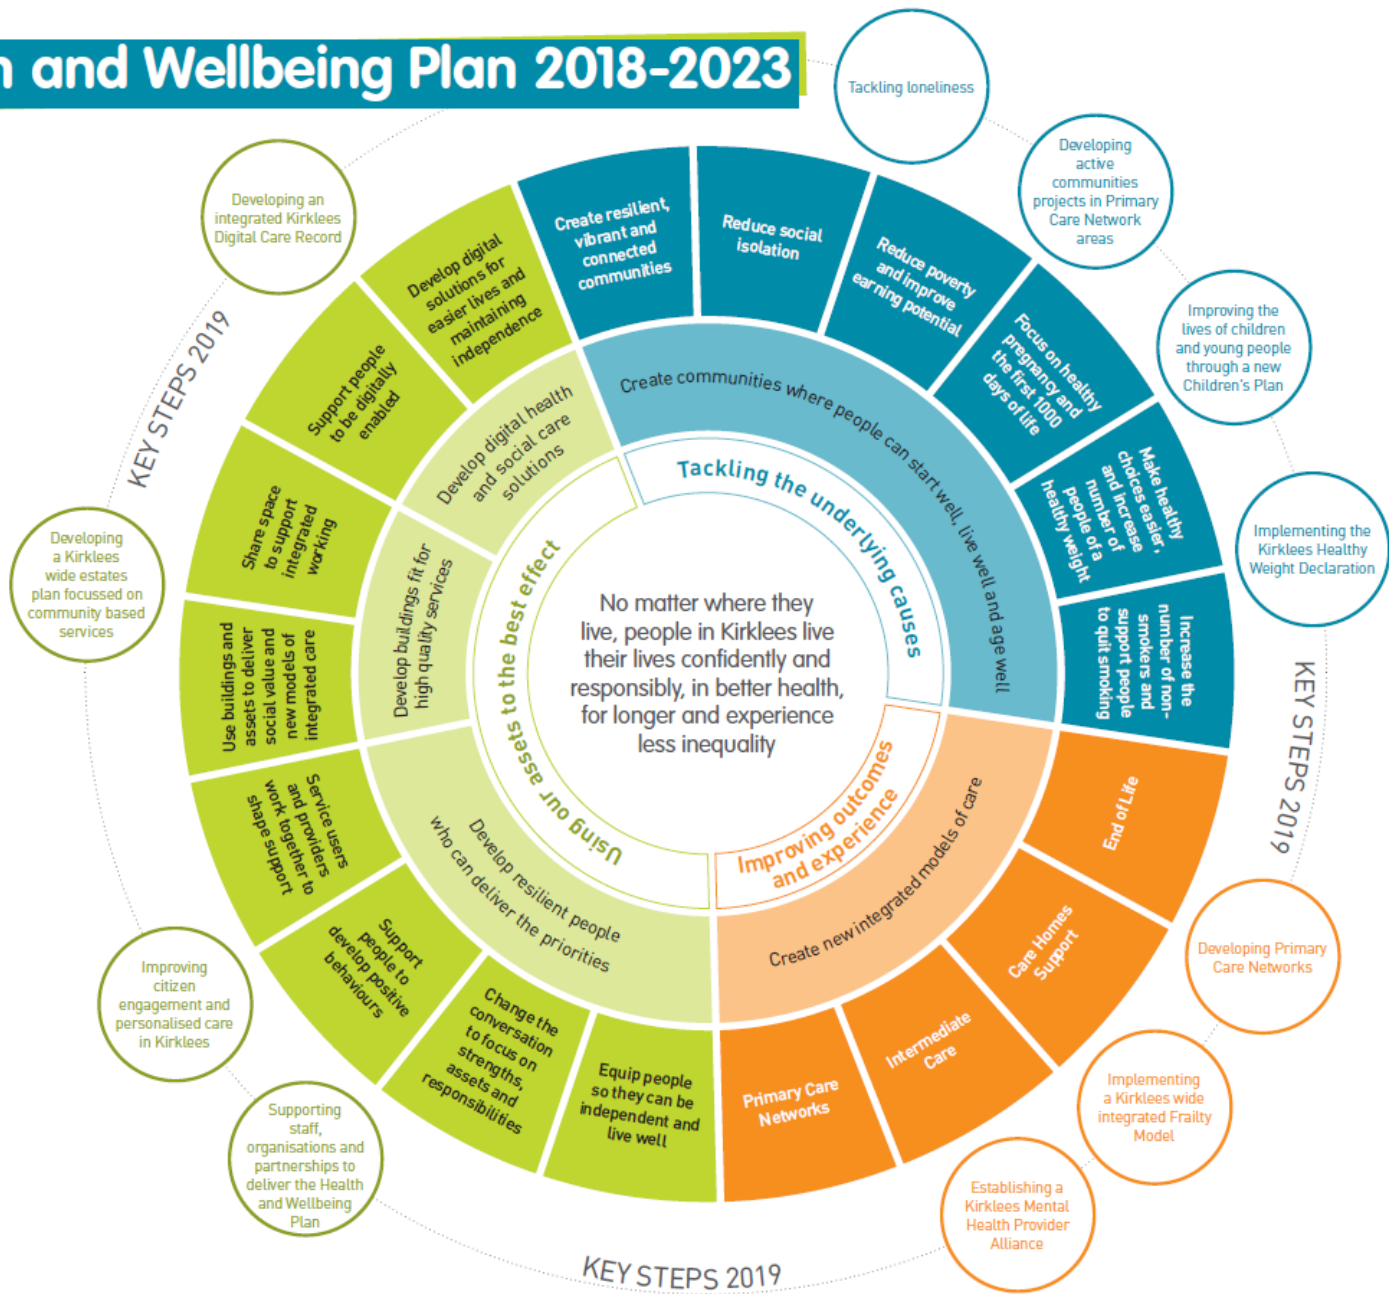 and Wellbeing Plan 2018-2023
Tackling loneliness
Developing
active
communities
projects in Primary
Care Network
areas
Improving the
lives of children
and young people
through a new
Children's Plan
Implementing the
Kirklees Healthy
Weight Declaration
KEY STEPS 2019
Developing Primary
Care Networks
Implementing
a Kirklees wide
integrated Frailty
Model
Establishing a
Kirklees Mental
Health Provider
Alliance
KEY STEPS 2019
Supporting
staff,
organisations and
partnerships to
deliver the Health
and Wellbeing
Plan
Improving
citizen
engagement and
personalised care
in Kirklees
Developing
a Kirklees
wide estates
plan focussed on
community based
services
KEY STEPS 2019
Developing an
integrated Kirklees
Digital Care Record
Create resilient,
vibrant and
connected
communities
Reduce social
isolation
Reduce poverty
and improve
earning potential
Focus on healthy
pregnancy and
the first 1000
days of life
Make healthy
choices easier,
and increase
number of
people of a
healthy weight
Increase the
number of non-
smokers and
support people
to quit smoking
End of Life
Care Homes
Support
Intermediate
Care
Primary Care
Networks
Equip people
so they can be
independent and
live well
Change the
conversation
to focus on
strengths,
assets and
responsibilities
Support
people to
develop positive
behaviours
Service users
and providers
work together to
shape support
Use buildings and
assets to deliver
social value and
new models of
integrated care
Share space
to support
integrated
working
Support people
to be digitally
enabled
Develop digital
solutions for
easier lives and
maintaining
independence
Create communities where people can start well, live well and age well
Create new integrated models of care
Develop resilient people
who can deliver the priorities
Develop buildings fit for
high quality services
Develop digital health
and social care
solutions
Tackling the underlying causes
Improving outcomes
and experience
Using our assets to the best effect
No matter where they
live, people in Kirklees live
their lives confidently and
responsibly, in better health,
for longer and experience
less inequality